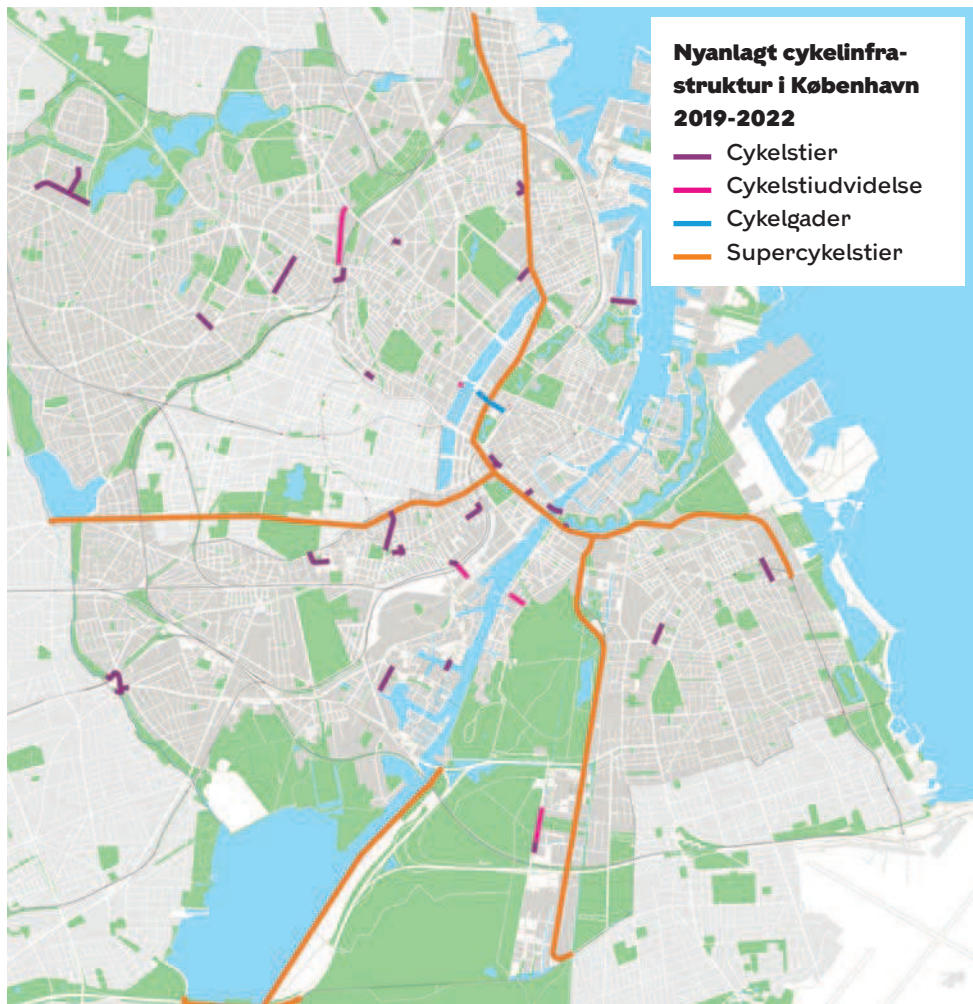 Nyanlagt cykelinfra-
struktur i København
2019-2022
Cykelstier
Cykelstiudvidelse
Cykelgader
Supercykelstier